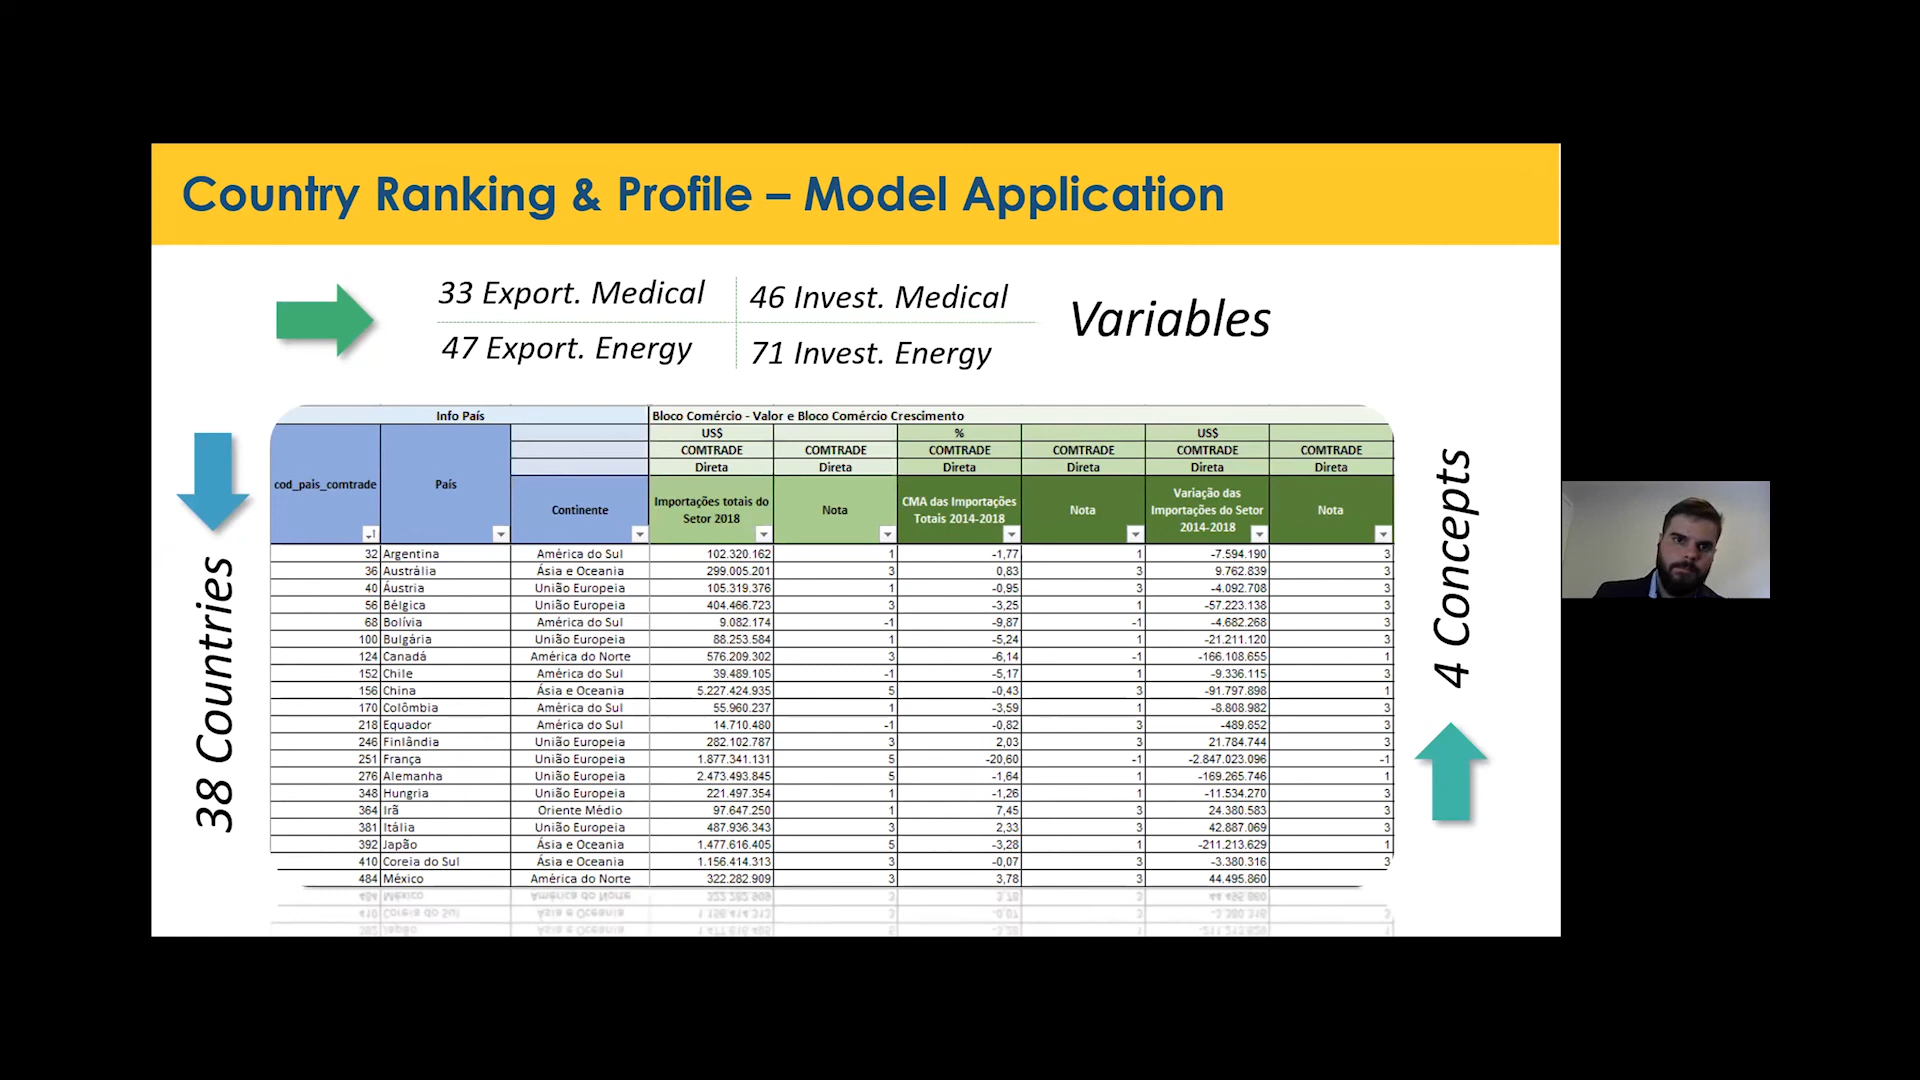 Country Ranking & Profile – Model Application
33 Export. Medical
46 Invest. Medical
47 Export. Energy
71 Invest. Energy
Variables
38 Countries
4 Concepts
Info País
Bloco Comércio - Valor e Bloco Comércio Crescimento
US$ % US$
COMTRADE COMTRADE COMTRADE COMTRADE COMTRADE COMTRADE
Direta Direta Direta Direta Direta Direta
cod_pais_comtrade
País
Continente
Importações totais do
Setor 2018
Nota
CMA das Importações
Totais 2014-2018
Nota
Variação das
Importações do Setor
2014-2018
Nota
32 Argentina América do Sul 102.320.162 1 -1,77 1 -7.594.190 3
36 Austrália Ásia e Oceania 299.005.201 3 0,83 3 9.762.839 3
40 Áustria União Europeia 105.319.376 1 -0,95 3 -4.092.708 3
56 Bélgica União Europeia 404.466.723 3 -3,25 1 -57.223.138 3
68 Bolívia América do Sul 9.082.174 -1 -9,87 -1 -4.682.268 3
100 Bulgária União Europeia 88.253.584 1 -5,24 1 -21.211.120 3
124 Canadá América do Norte 576.209.302 3 -6,14 -1 -166.108.655 1
152 Chile América do Sul 39.489.105 -1 -5,17 1 -9.336.115 3
156 China Ásia e Oceania 5.227.424.935 5 -0,43 3 -91.797.898 1
170 Colômbia América do Sul 55.960.237 1 -3,59 1 -8.808.982 3
218 Equador América do Sul 14.710.480 -1 -0,82 3 -489.852 3
246 Finlândia União Europeia 282.102.787 3 2,03 3 21.784.744 3
251 França União Europeia 1.877.341.131 5 -20,60 -1 -2.847.023.096 -1
276 Alemanha União Europeia 2.473.493.845 5 -1,64 1 -169.265.746 1
348 Hungria União Europeia 221.497.354 1 -1,26 1 -11.534.270 3
364 Irã Oriente Médio 97.647.250 1 7,45 3 24.380.583 3
381 Itália União Europeia 487.936.343 3 2,33 3 42.887.069 3
392 Japão Ásia e Oceania 1.477.616.405 5 -3,28 1 -211.213.629 1
410 Coreia do Sul Ásia e Oceania 1.156.414.313 3 -0,07 3 -3.380.316 3
484 México América do Norte 322.282.909 3 3,78 3 44.495.860